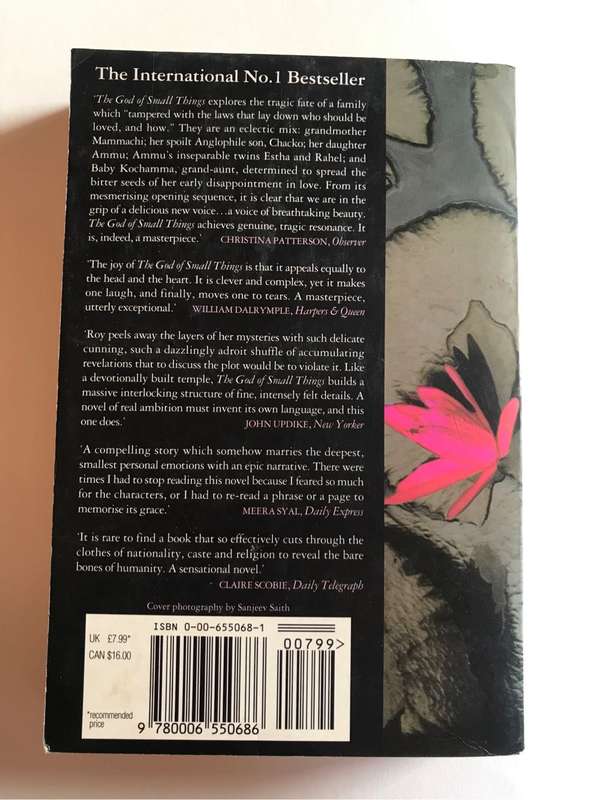 The International No.1 Bestseller
'The God of Small Things explores the tragic fate of a family
which “tampered with the laws that lay down who should be
loved, and how.” They are an eclectic mix: grandmother
Mammachi; her spoilt Anglophile son, Chacko; her daughter
Ammu; Ammu's inseparable twins Estha and Rahel; and
Baby Kochamma, grand-aunt, determined to spread the
bitter seeds of her early disappointment in love. From its
mesmerising opening sequence, it is clear that we are in the
grip of a delicious new voice…a voice of breathtaking beauty.
The God of Small Things achieves genuine, tragic resonance. It
is, indeed, a masterpiece.' CHRISTINA PATTERSON, Observer
'The joy of The God of Small Things is that it appeals equally to
the head and the heart. It is clever and complex, yet it makes
one laugh, and finally, moves one to tears. A masterpiece,
utterly exceptional.' WILLIAM DALRYMPLE, Harpers & Queen
'Roy peels away the layers of her mysteries with such delicate
cunning, such a dazzlingly adroit shuffle of accumulating
revelations that to discuss the plot would be to violate it. Like
a devotionally built temple, The God of Small Things builds a
massive interlocking structure of fine, intensely felt details. A
novel of real ambition must invent its own language, and this
one does.' JOHN UPDIKE, New Yorker
'A compelling story which somehow marries the deepest,
smallest personal emotions with an epic narrative. There were
times I had to stop reading this novel because I feared so much
for the characters, or I had to re-read a phrase or a page to
memorise its grace.' MEERA SYAL, Daily Express
'It is rare to find a book that so effectively cuts through the
clothes of nationality, caste and religion to reveal the bare
bones of humanity. A sensational novel.'
CLAIRE SCOBIE, Daily Telegraph
Cover photography by Sanjeev Saith
ISBN 0-00-655068-1
UK £7.99*
CAN $16.00
00799>
*recommended
price
9 780006 550686